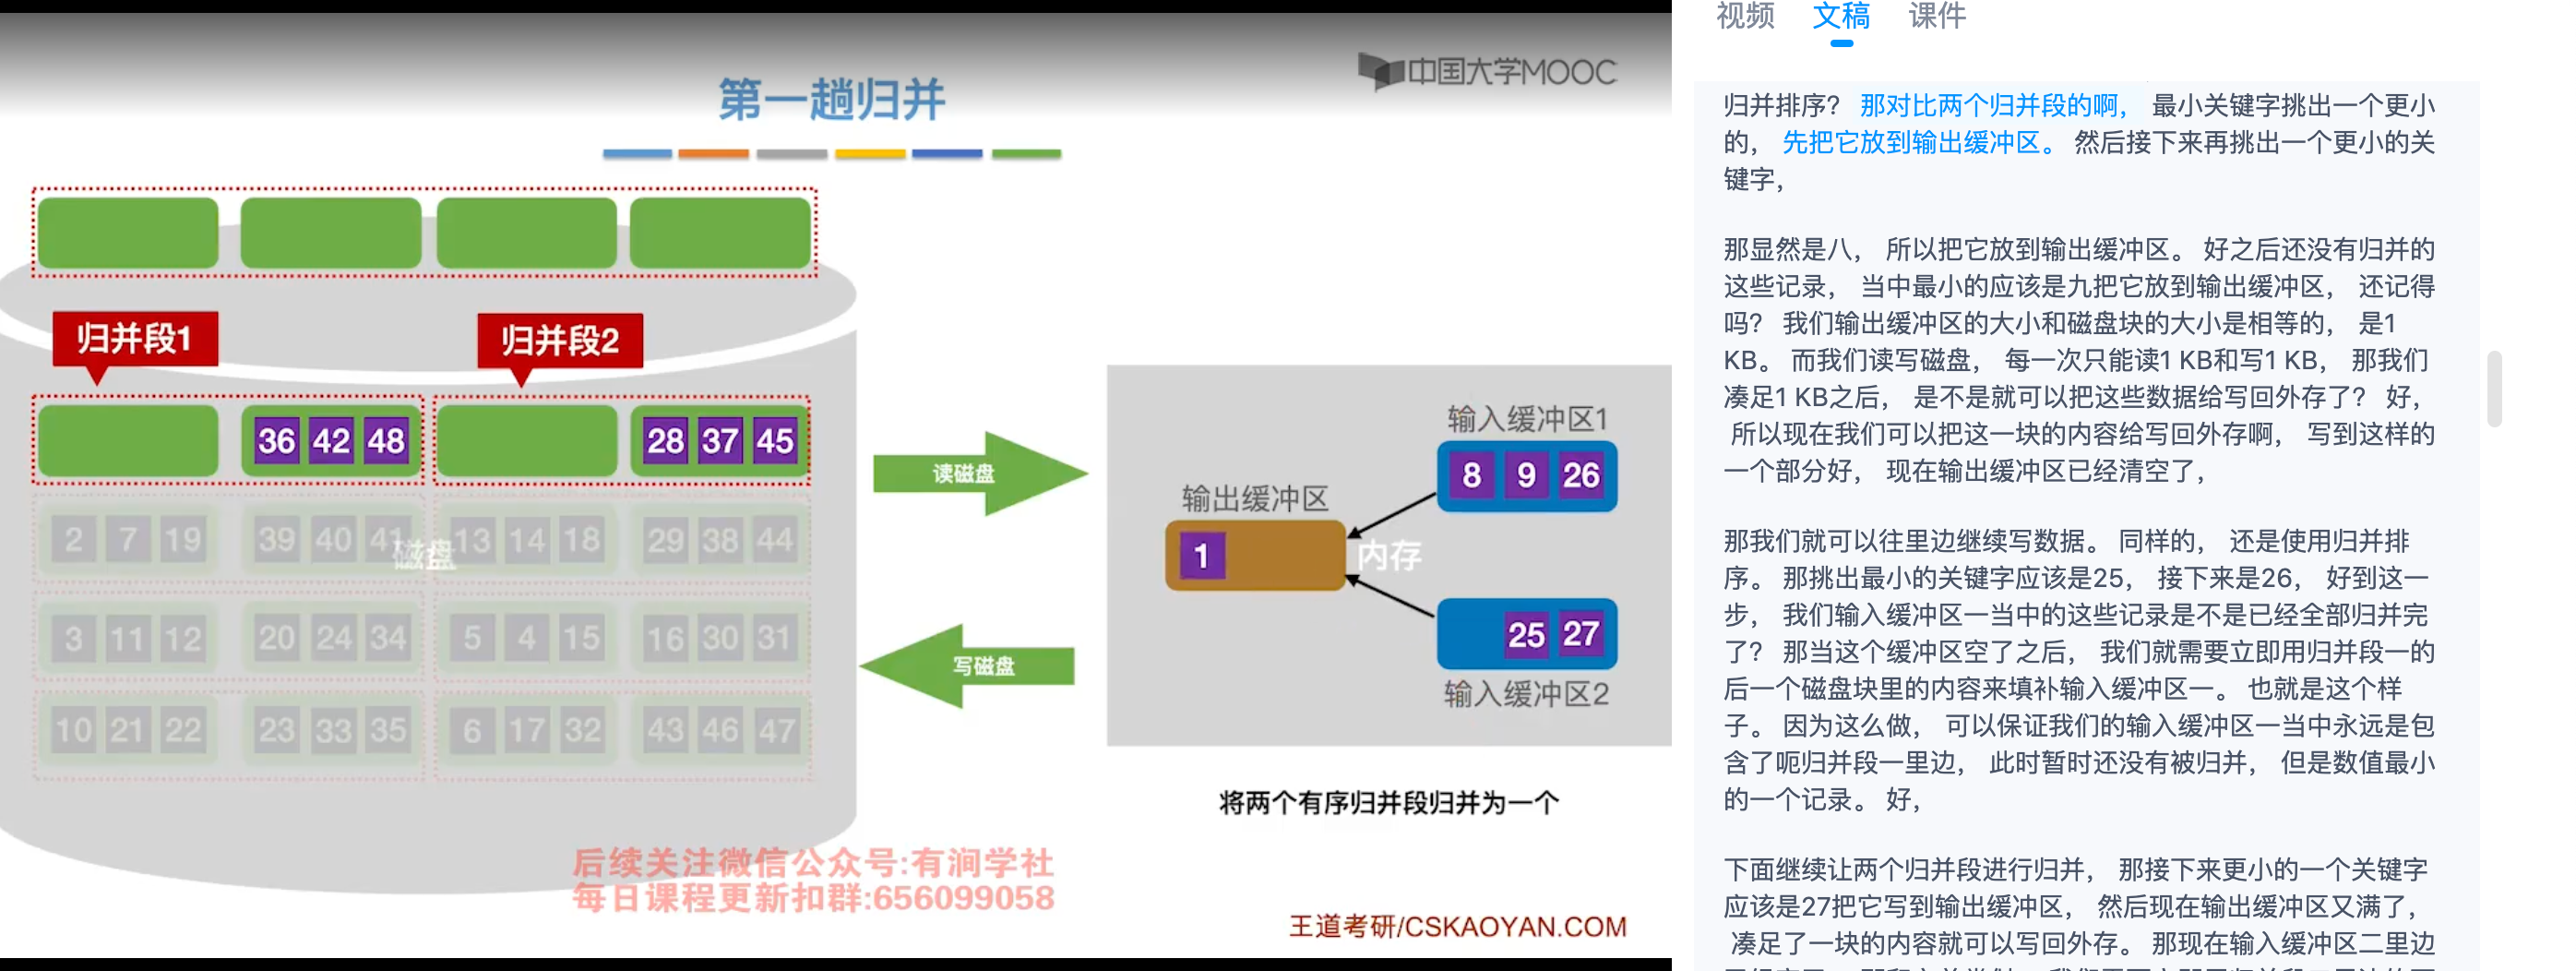 中国大学MOOC
第一趟归并
归并段1
归并段2
36 42 48
28 37 45
2 7 19 39 40 41 13 14 18 29 38 44
磁盘
3 11 12 20 24 34 5 4 15 16 30 31
10 21 22 23 33 35 6 17 32 43 46 47
读磁盘
写磁盘
输入缓冲区1
8 9 26
输出缓冲区
1
内存
25 27
输入缓冲区2
将两个有序归并段归并为一个
后续关注微信公众号:有涧学社
每日课程更新扣群:656099058
王道考研/CSKAOYAN.COM
视频 文稿 课件
归并排序？ 那对比两个归并段的啊， 最小关键字挑出一个更小
的， 先把它放到输出缓冲区。 然后接下来再挑出一个更小的关
键字，
那显然是八， 所以把它放到输出缓冲区。 好之后还没有归并的
这些记录， 当中最小的应该是九把它放到输出缓冲区， 还记得
吗？ 我们输出缓冲区的大小和磁盘块的大小是相等的， 是1
KB。 而我们读写磁盘， 每一次只能读1 KB和写1 KB， 那我们
凑足1 KB之后， 是不是就可以把这些数据给写回外存了？ 好，
所以现在我们可以把这一块的内容给写回外存啊， 写到这样的
一个部分好， 现在输出缓冲区已经清空了，
那我们就可以往里边继续写数据。 同样的， 还是使用归并排
序。 那挑出最小的关键字应该是25， 接下来是26， 好到这一
步， 我们输入缓冲区一当中的这些记录是不是已经全部归并完
了？ 那当这个缓冲区空了之后， 我们就需要立即用归并段一的
后一个磁盘块里的内容来填补输入缓冲区一。 也就是这个样
子。 因为这么做， 可以保证我们的输入缓冲区一当中永远是包
含了呃归并段一里边， 此时暂时还没有被归并， 但是数值最小
的一个记录。 好，
下面继续让两个归并段进行归并， 那接下来更小的一个关键字
应该是27把它写到输出缓冲区， 然后现在输出缓冲区又满了，
凑足了一块的内容就可以写回外存。 那现在输入缓冲区二里边